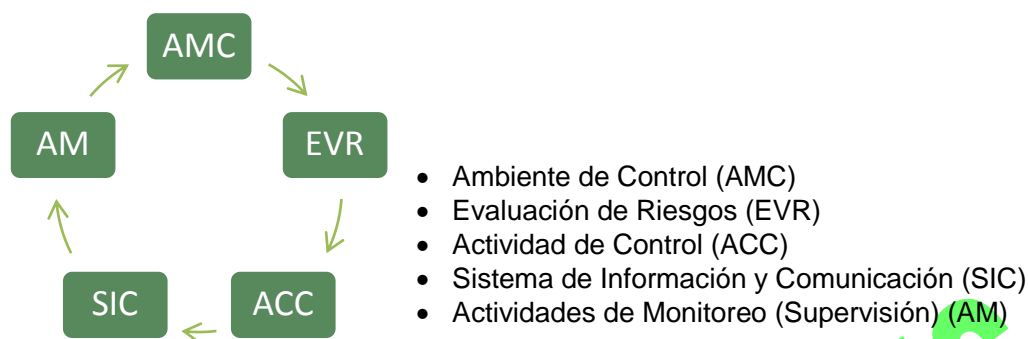 AMC
AM
EVR
SIC
ACC
• Ambiente de Control (AMC)
• Evaluación de Riesgos (EVR)
• Actividad de Control (ACC)
• Sistema de Información y Comunicación (SIC)
• Actividades de Monitoreo (Supervisión) (AM)